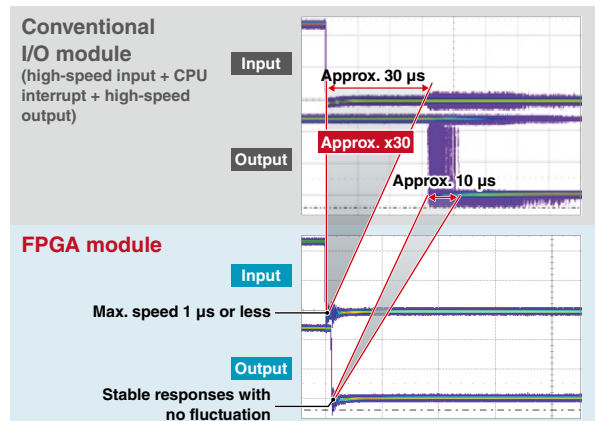 Conventional
I/O module
(high-speed input + CPU
interrupt + high-speed
output)
Input
Approx. 30 µs
Approx. x30
Output
Approx. 10 µs
FPGA module
Input
Max. speed 1 µs or less
Output
Stable responses with
no fluctuation